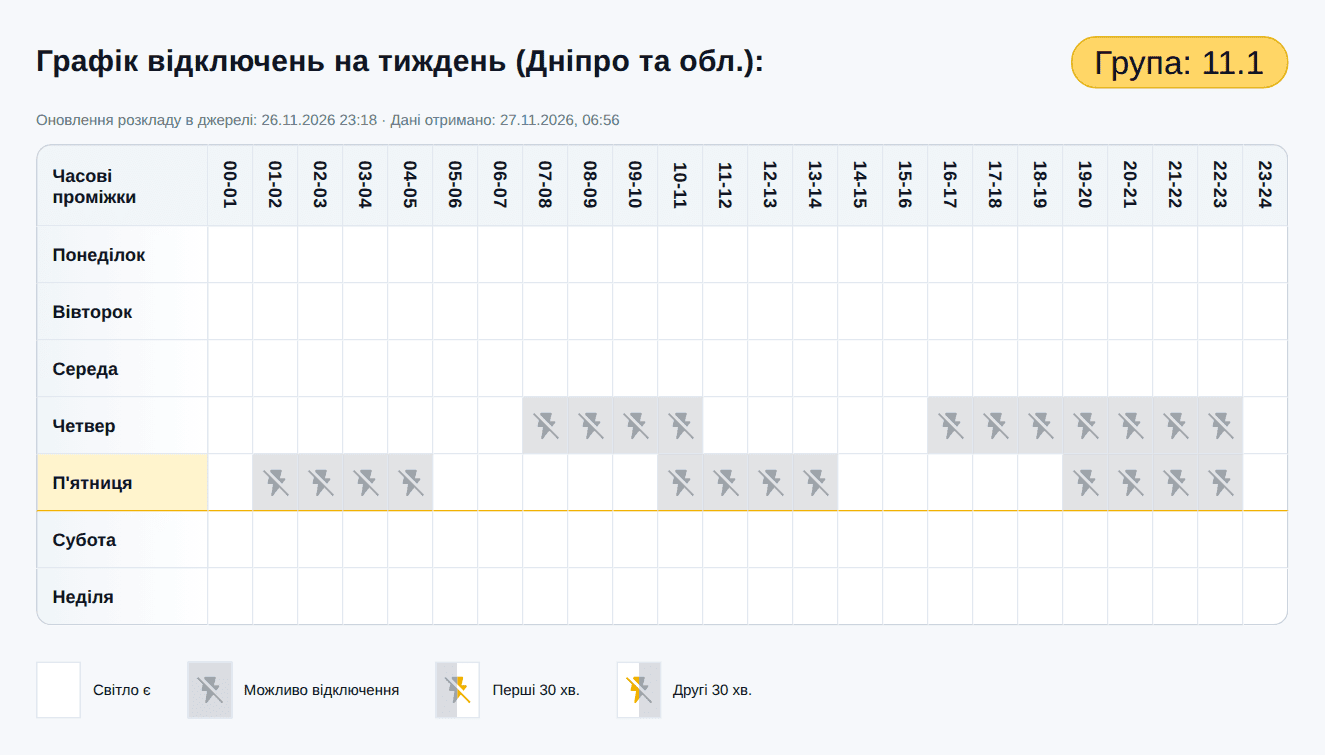 Графік відключень на тиждень (Дніпро та обл.):
Група: 11.1
Оновлення розкладу в джерелі: 26.11.2026 23:18 · Дані отримано: 27.11.2026, 06:56
Часові
проміжки
00-01
01-02
02-03
03-04
04-05
05-06
06-07
07-08
08-09
09-10
10-11
11-12
12-13
13-14
14-15
15-16
16-17
17-18
18-19
19-20
20-21
21-22
22-23
23-24
Понеділок
Вівторок
Середа
Четвер
П'ятниця
Субота
Неділя
Світло є
Можливо відключення
Перші 30 хв.
Другі 30 хв.